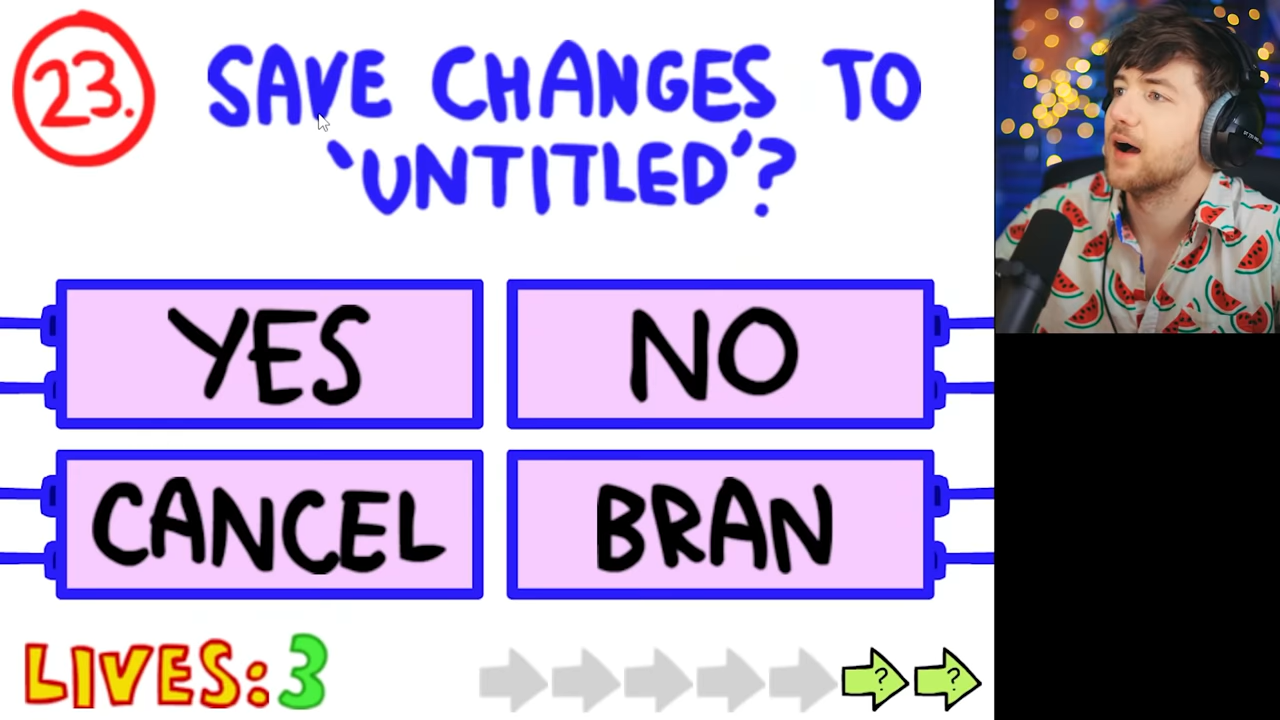 23.
SAVE CHANGES TO
'UNTITLED'?
YES
NO
CANCEL
BRAN
LIVES: 3
? ?